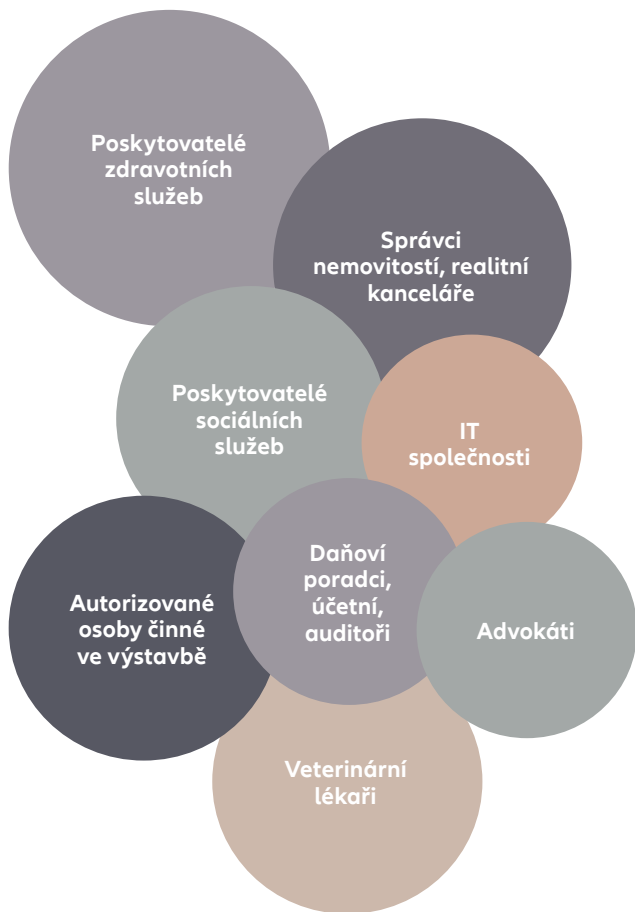 Poskytovatelé
zdravotních
služeb
Správci
nemovitostí, realitní
kanceláře
Poskytovatelé
sociálních
služeb
IT
společnosti
Daňoví
poradci,
účetní,
auditoři
Autorizované
osoby činné
ve výstavbě
Advokáti
Veterinární
lékaři